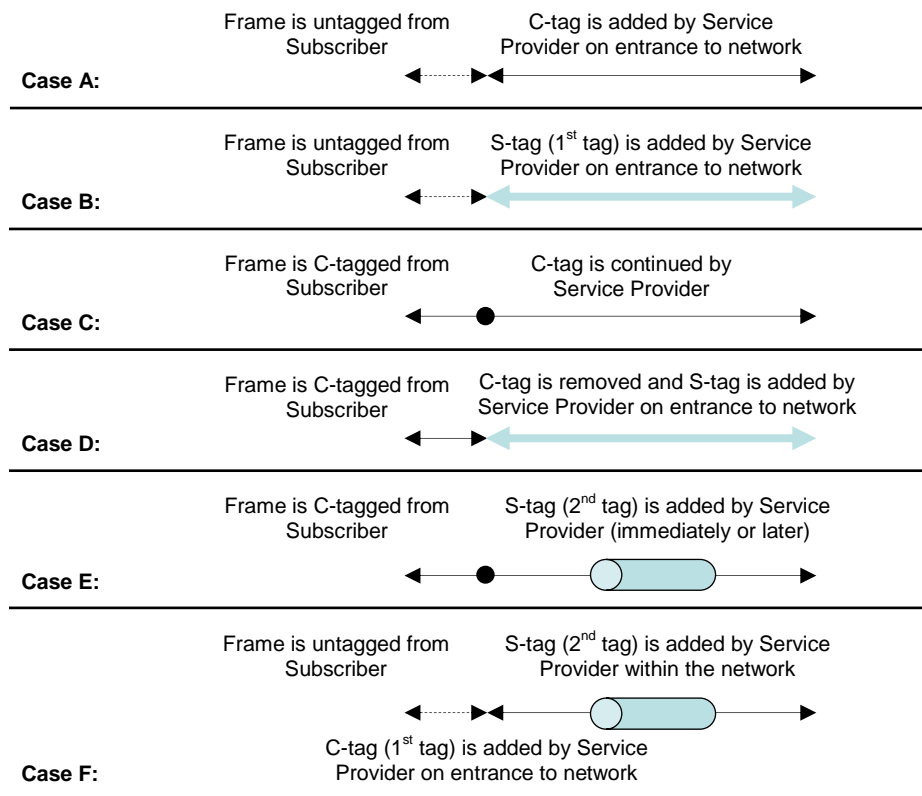 Frame is untagged from
Subscriber
C-tag is added by Service
Provider on entrance to network
Case A:
Frame is untagged from
Subscriber
S-tag (1st tag) is added by Service
Provider on entrance to network
Case B:
Frame is C-tagged from
Subscriber
C-tag is continued by
Service Provider
Case C:
Frame is C-tagged from
Subscriber
C-tag is removed and S-tag is added by
Service Provider on entrance to network
Case D:
Frame is C-tagged from
Subscriber
S-tag (2nd tag) is added by Service
Provider (immediately or later)
Case E:
Frame is untagged from
Subscriber
S-tag (2nd tag) is added by Service
Provider within the network
C-tag (1st tag) is added by Service
Provider on entrance to network
Case F: